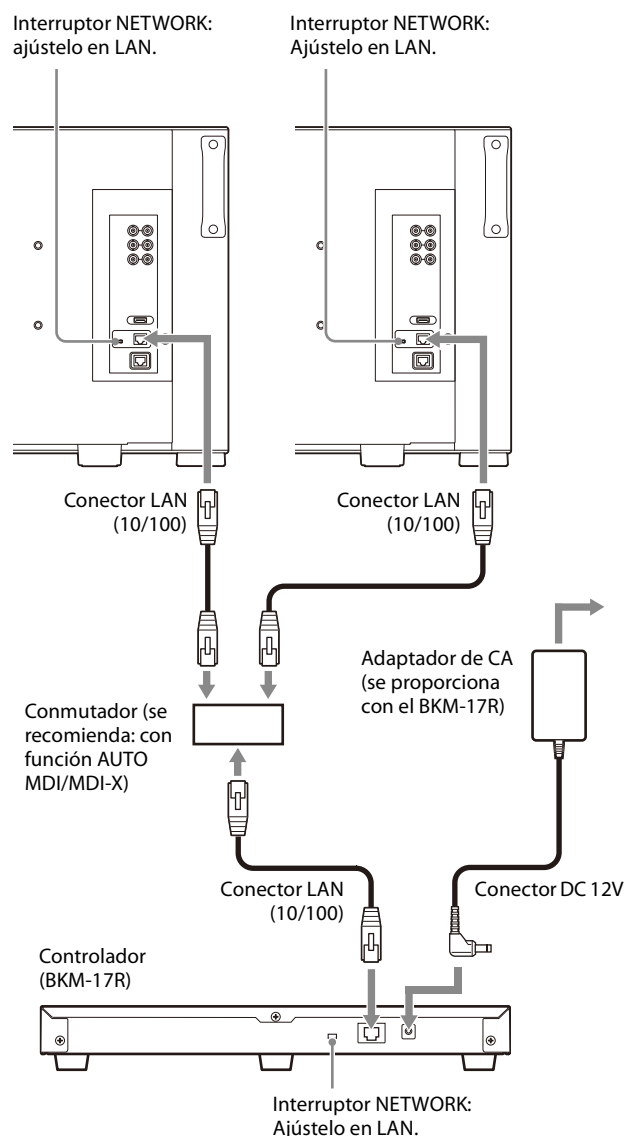 Interruptor NETWORK:
ajústelo en LAN.
Interruptor NETWORK:
Ajústelo en LAN.
Conector LAN
(10/100)
Conector LAN
(10/100)
Adaptador de CA
(se proporciona
con el BKM-17R)
Conmutador (se
recomienda: con
función AUTO
MDI/MDI-X)
Conector LAN
(10/100)
Conector DC 12V
Controlador
(BKM-17R)
Interruptor NETWORK:
Ajústelo en LAN.